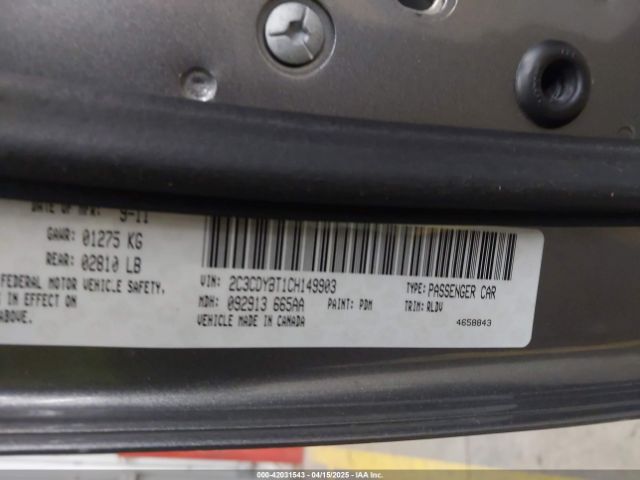 DATE OF MFR: 9-11
GAWR: 01275 KG
REAR: 02810 LB
FEDERAL MOTOR VEHICLE SAFETY.
IN EFFECT ON
ABOVE.
VIN: 2C3CDYBT1CH149903
MDH: 092913 665AA PAINT: PDM
VEHICLE MADE IN CANADA
TYPE: PASSENGER CAR
TRIM: RLDV
4658843
000-42031543 - 04/15/2025 - IAAI.COM